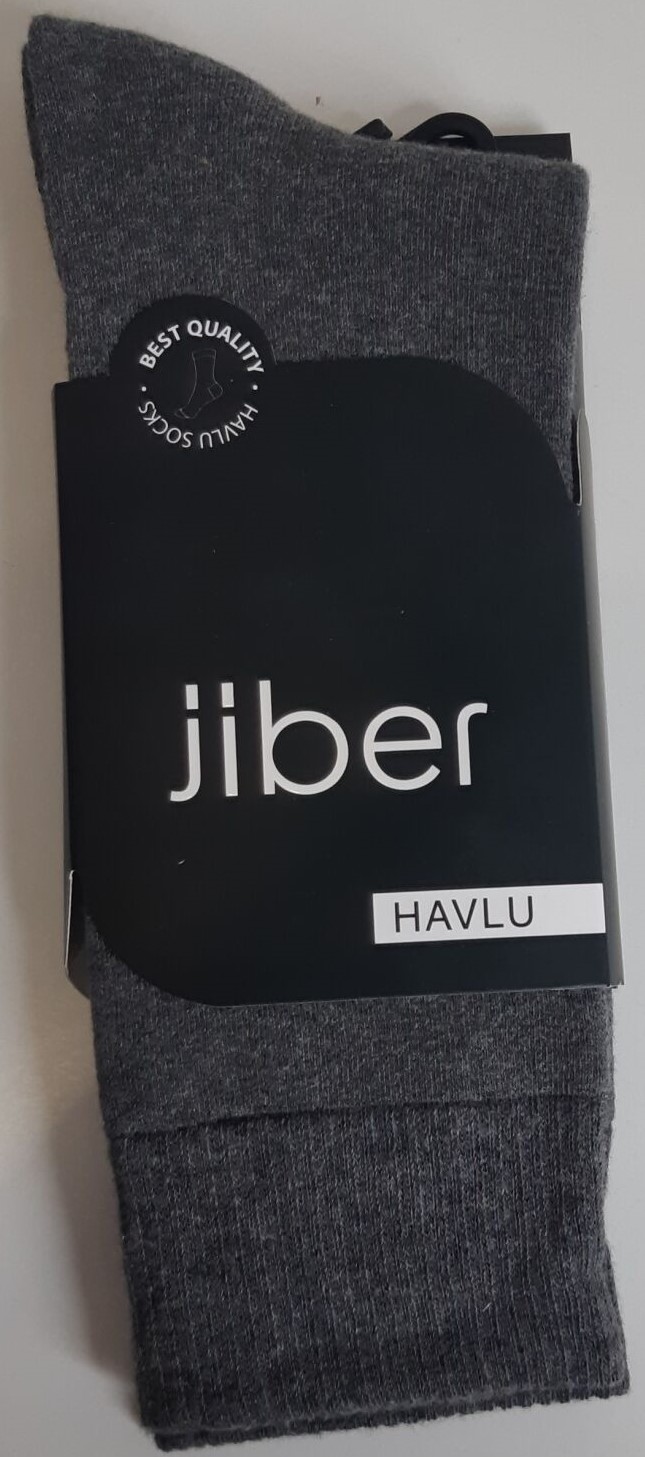 BEST QUALITY
• HAVLU SOCKS •
jiber
HAVLU